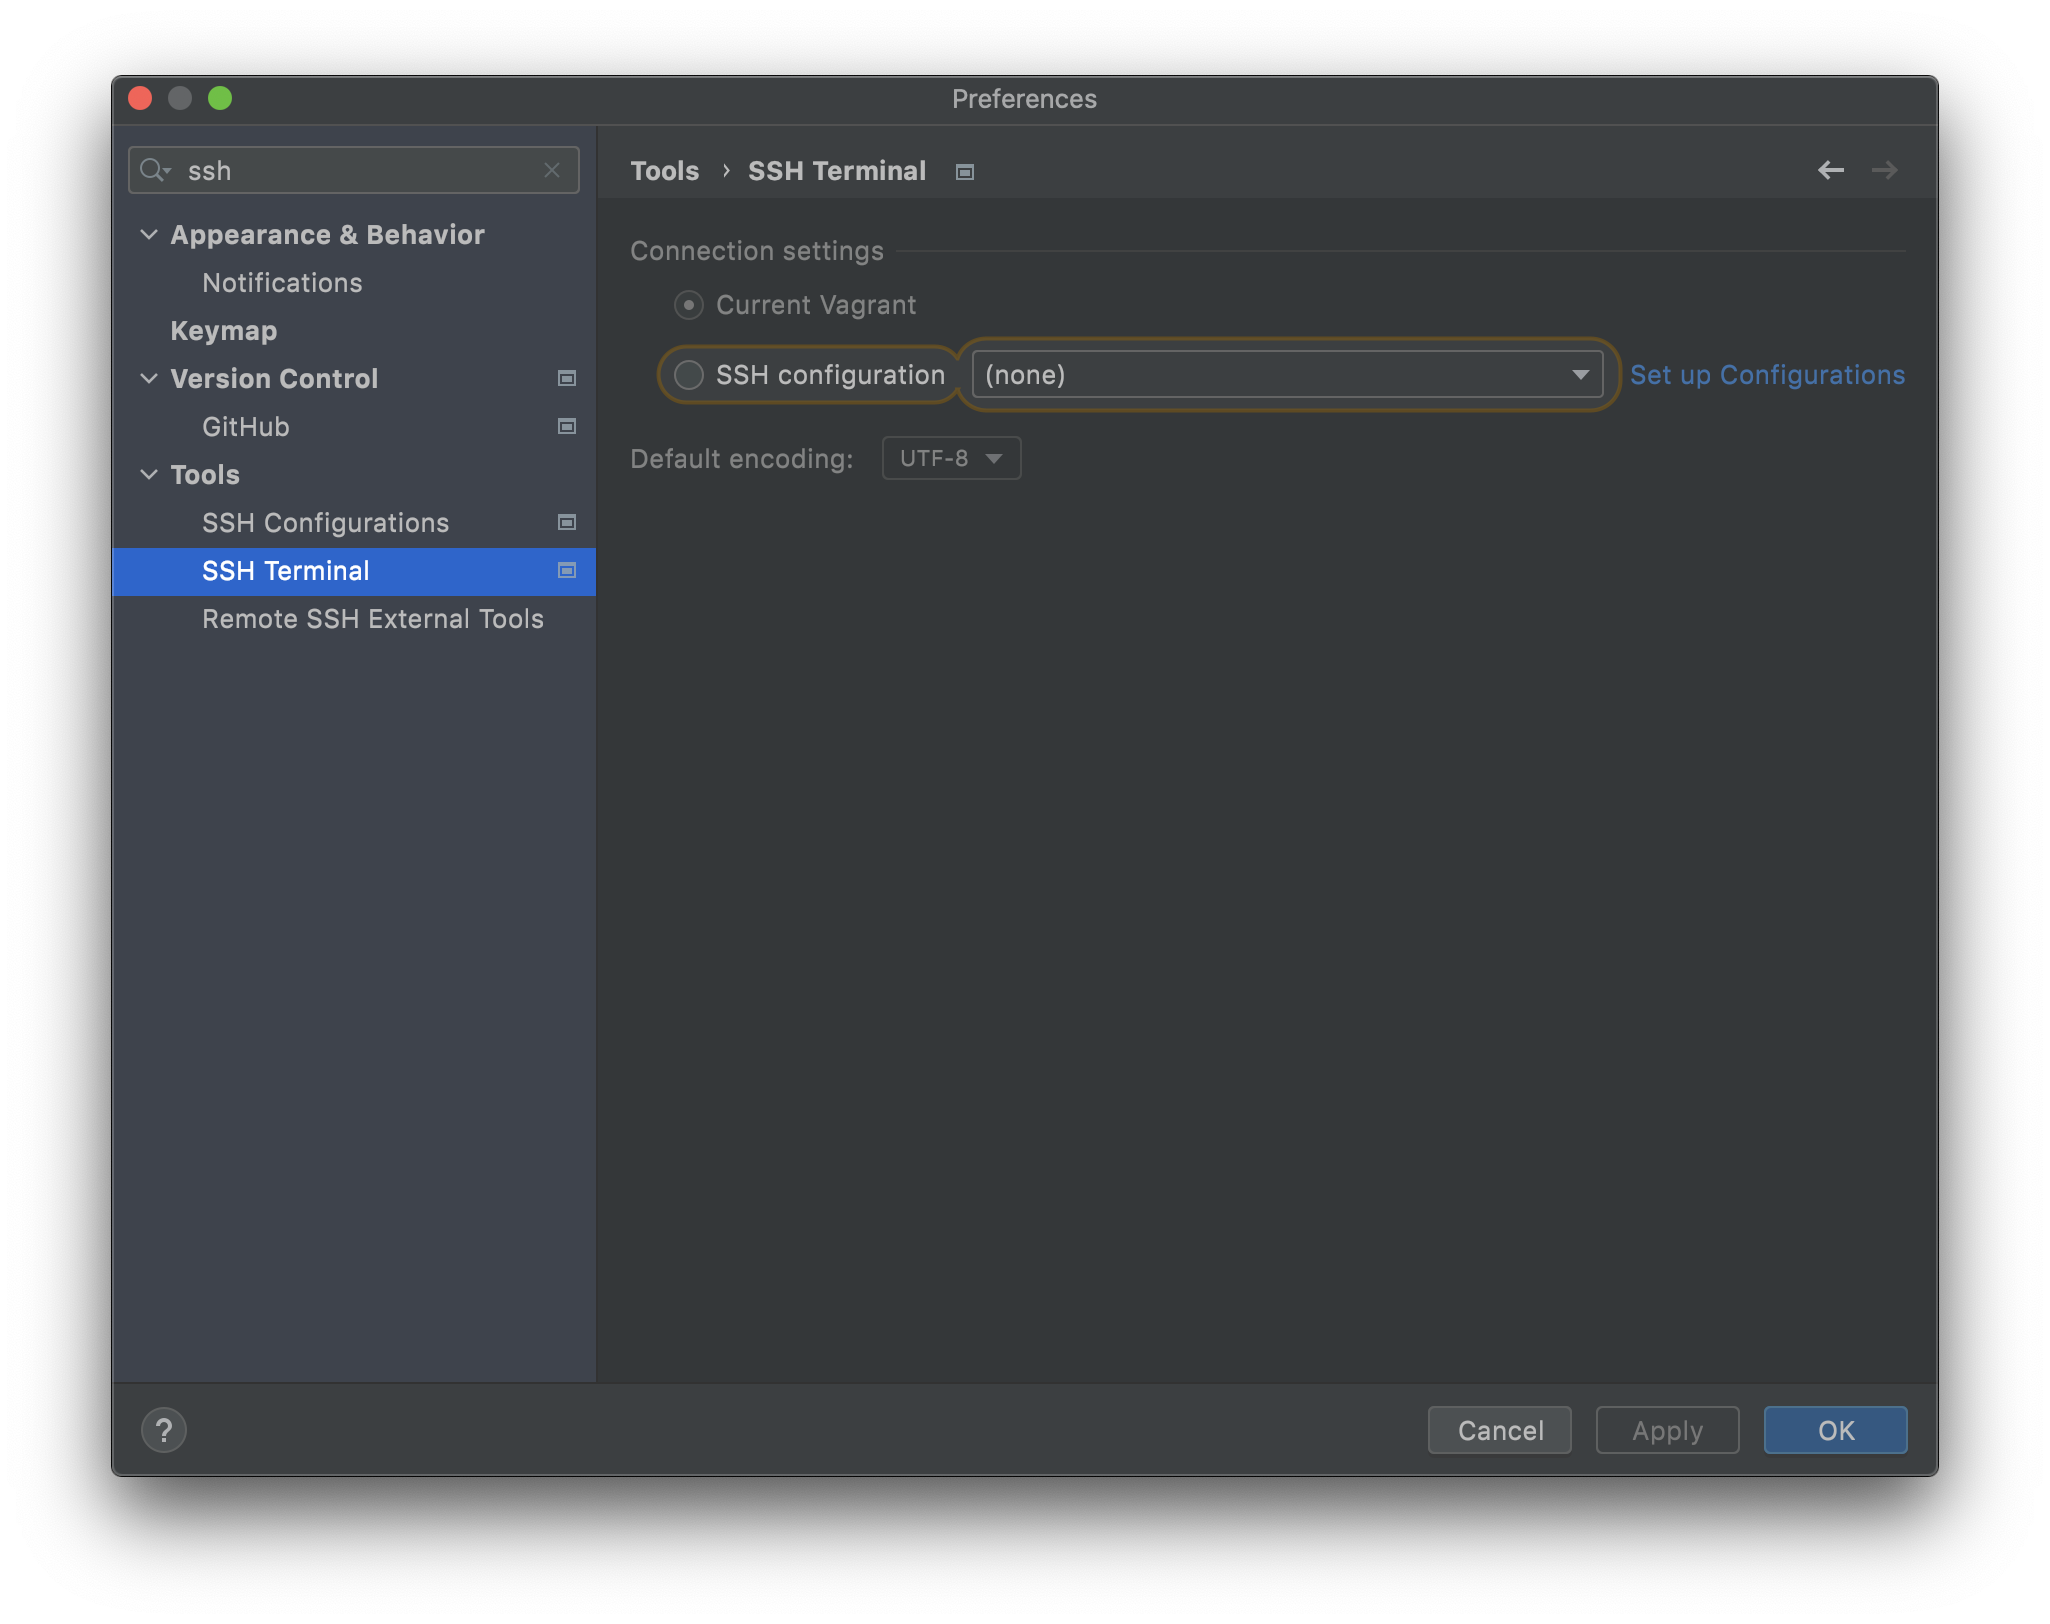 Preferences
ssh
Appearance & Behavior
Notifications
Keymap
Version Control
GitHub
Tools
SSH Configurations
SSH Terminal
Remote SSH External Tools
Tools › SSH Terminal
Connection settings
Current Vagrant
SSH configuration (none) Set up Configurations
Default encoding: UTF-8
?
Cancel Apply OK